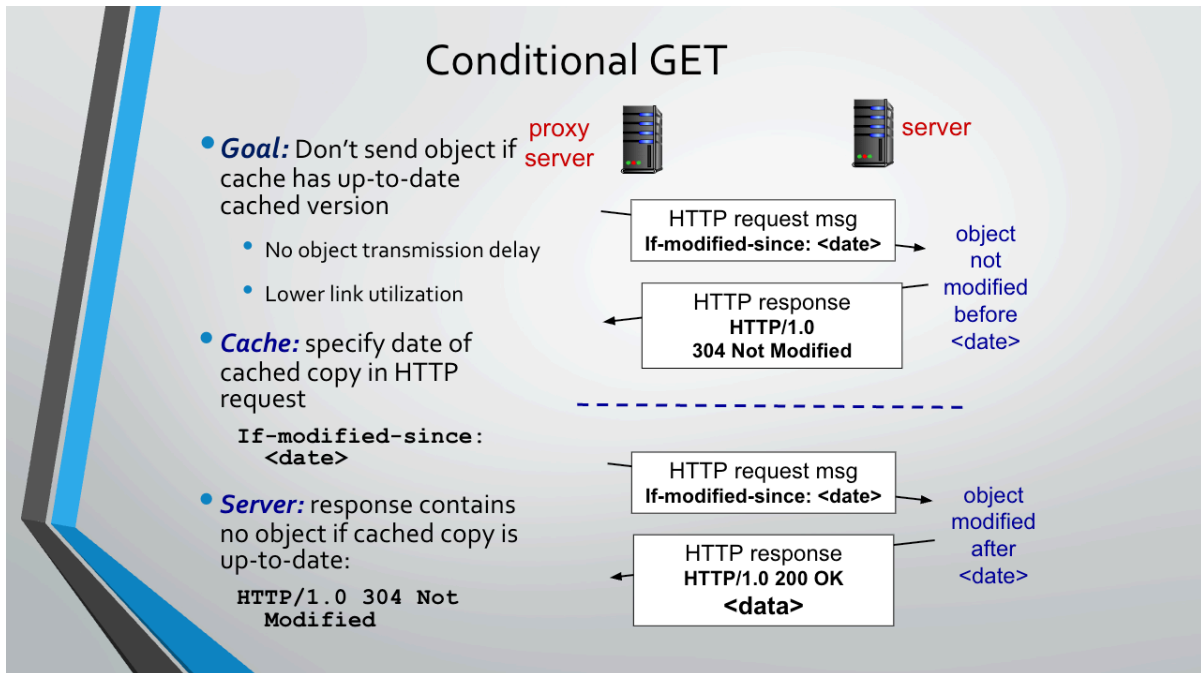 Conditional GET
Goal: Don't send object if
cache has up-to-date
cached version
No object transmission delay
Lower link utilization
Cache: specify date of
cached copy in HTTP
request
If-modified-since:
<date>
Server: response contains
no object if cached copy is
up-to-date:
HTTP/1.0 304 Not
Modified
proxy
server
server
HTTP request msg
If-modified-since: <date>
object
not
modified
before
<date>
HTTP response
HTTP/1.0
304 Not Modified
HTTP request msg
If-modified-since: <date>
object
modified
after
<date>
HTTP response
HTTP/1.0 200 OK
<data>